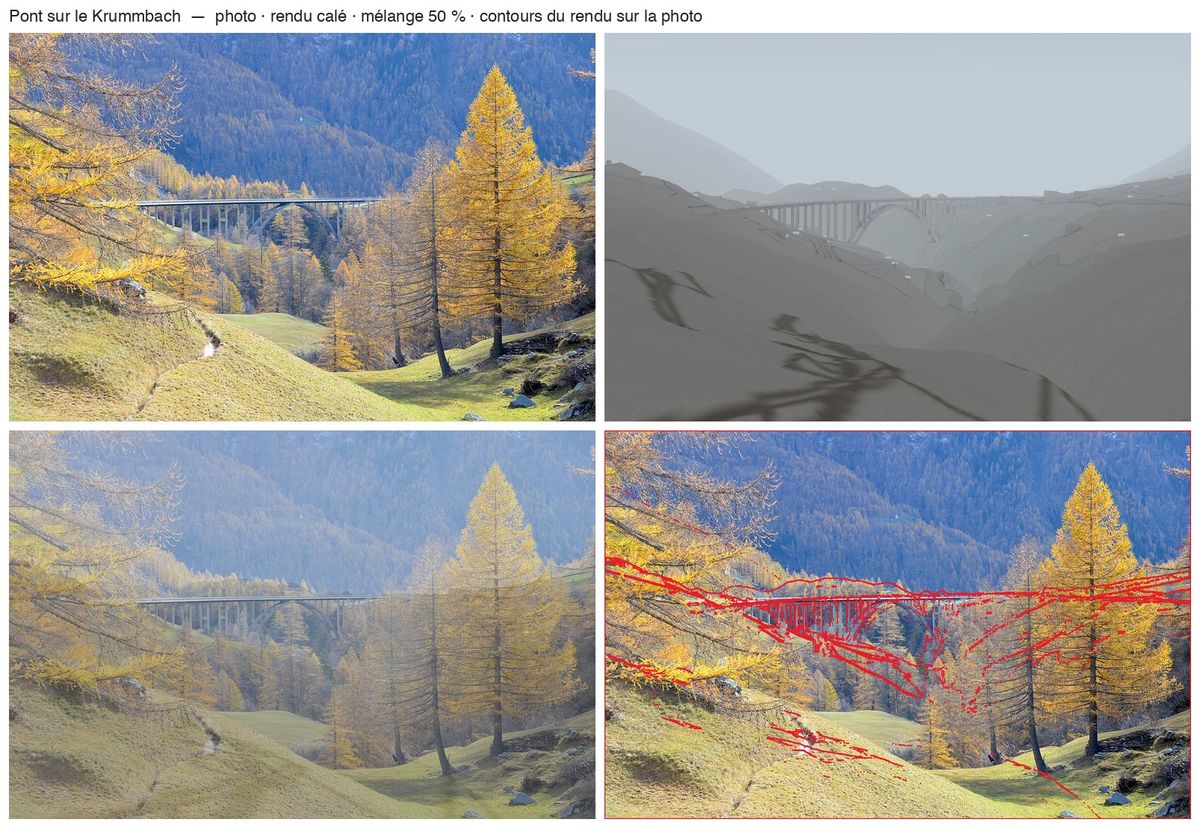 Pont sur le Krummbach — photo · rendu calé · mélange 50 % · contours du rendu sur la photo